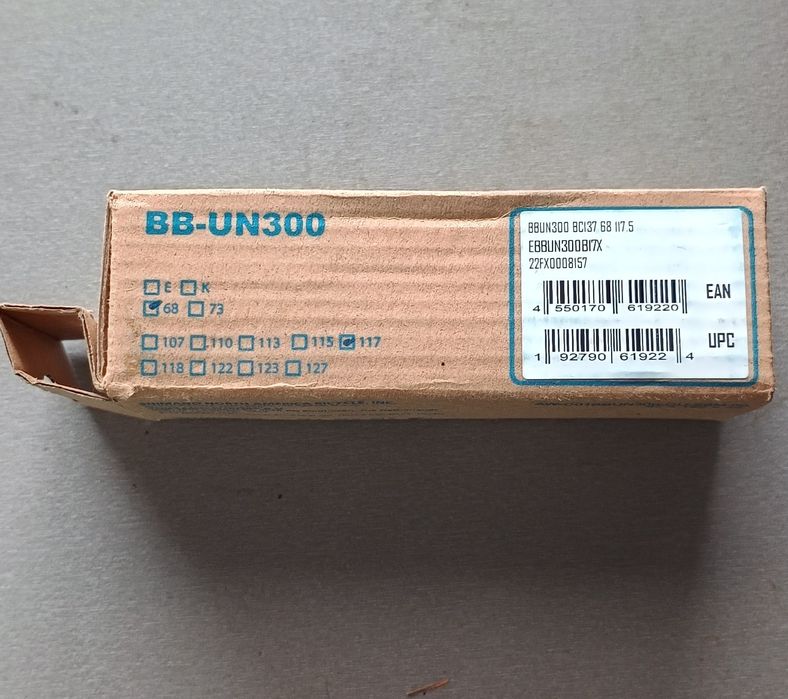 BB-UN300
E K
68 73
107 110 113 115 117
118 122 123 127
BBUN300 BC137 68 117.5
EBBUN300B17X
22FX0008157
4 550170 619220
EAN
1 92790 61922 4
UPC